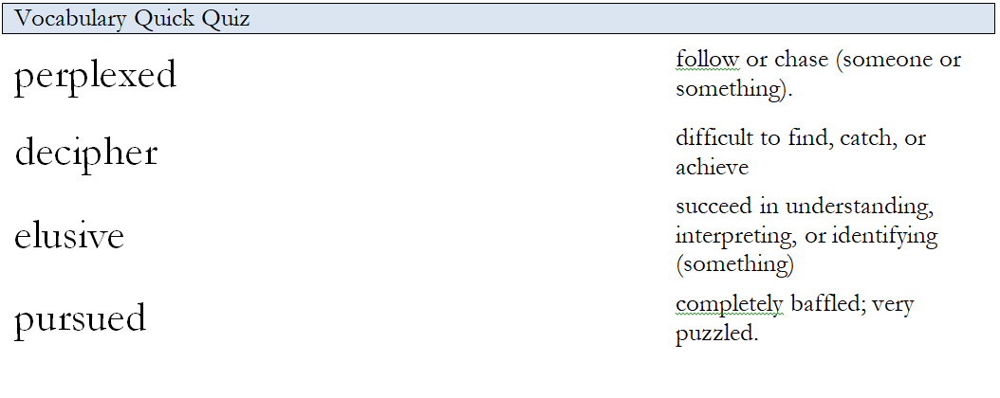 Vocabulary Quick Quiz
perplexed
follow or chase (someone or
something).
decipher
difficult to find, catch, or
achieve
elusive
succeed in understanding,
interpreting, or identifying
(something)
pursued
completely baffled; very
puzzled.